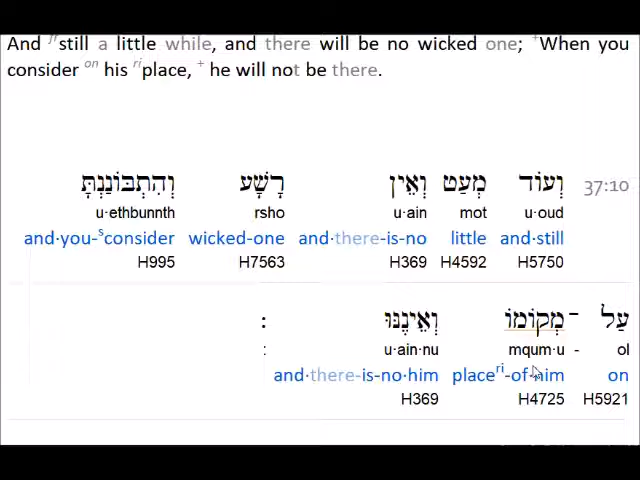 And jr still a little while, and there will be no wicked one; + When you
consider on his ri place, + he will not be there.
37:10 וְעוֹד מְעַט וְאֵין רָשָׁע וְהִתְבּוֹנַנְתָּ
u·oud mot u·ain rsho u·ethbunnth
and·still little and·there-is-no wicked-one and·you-s consider
H5750 H4592 H369 H7563 H995
עַל־ מְקוֹמוֹ וְאֵינֶנּוּ :
ol - mqum·u u·ain·nu :
on place ri-of·him and·there-is-no·him
H5921 H4725 H369